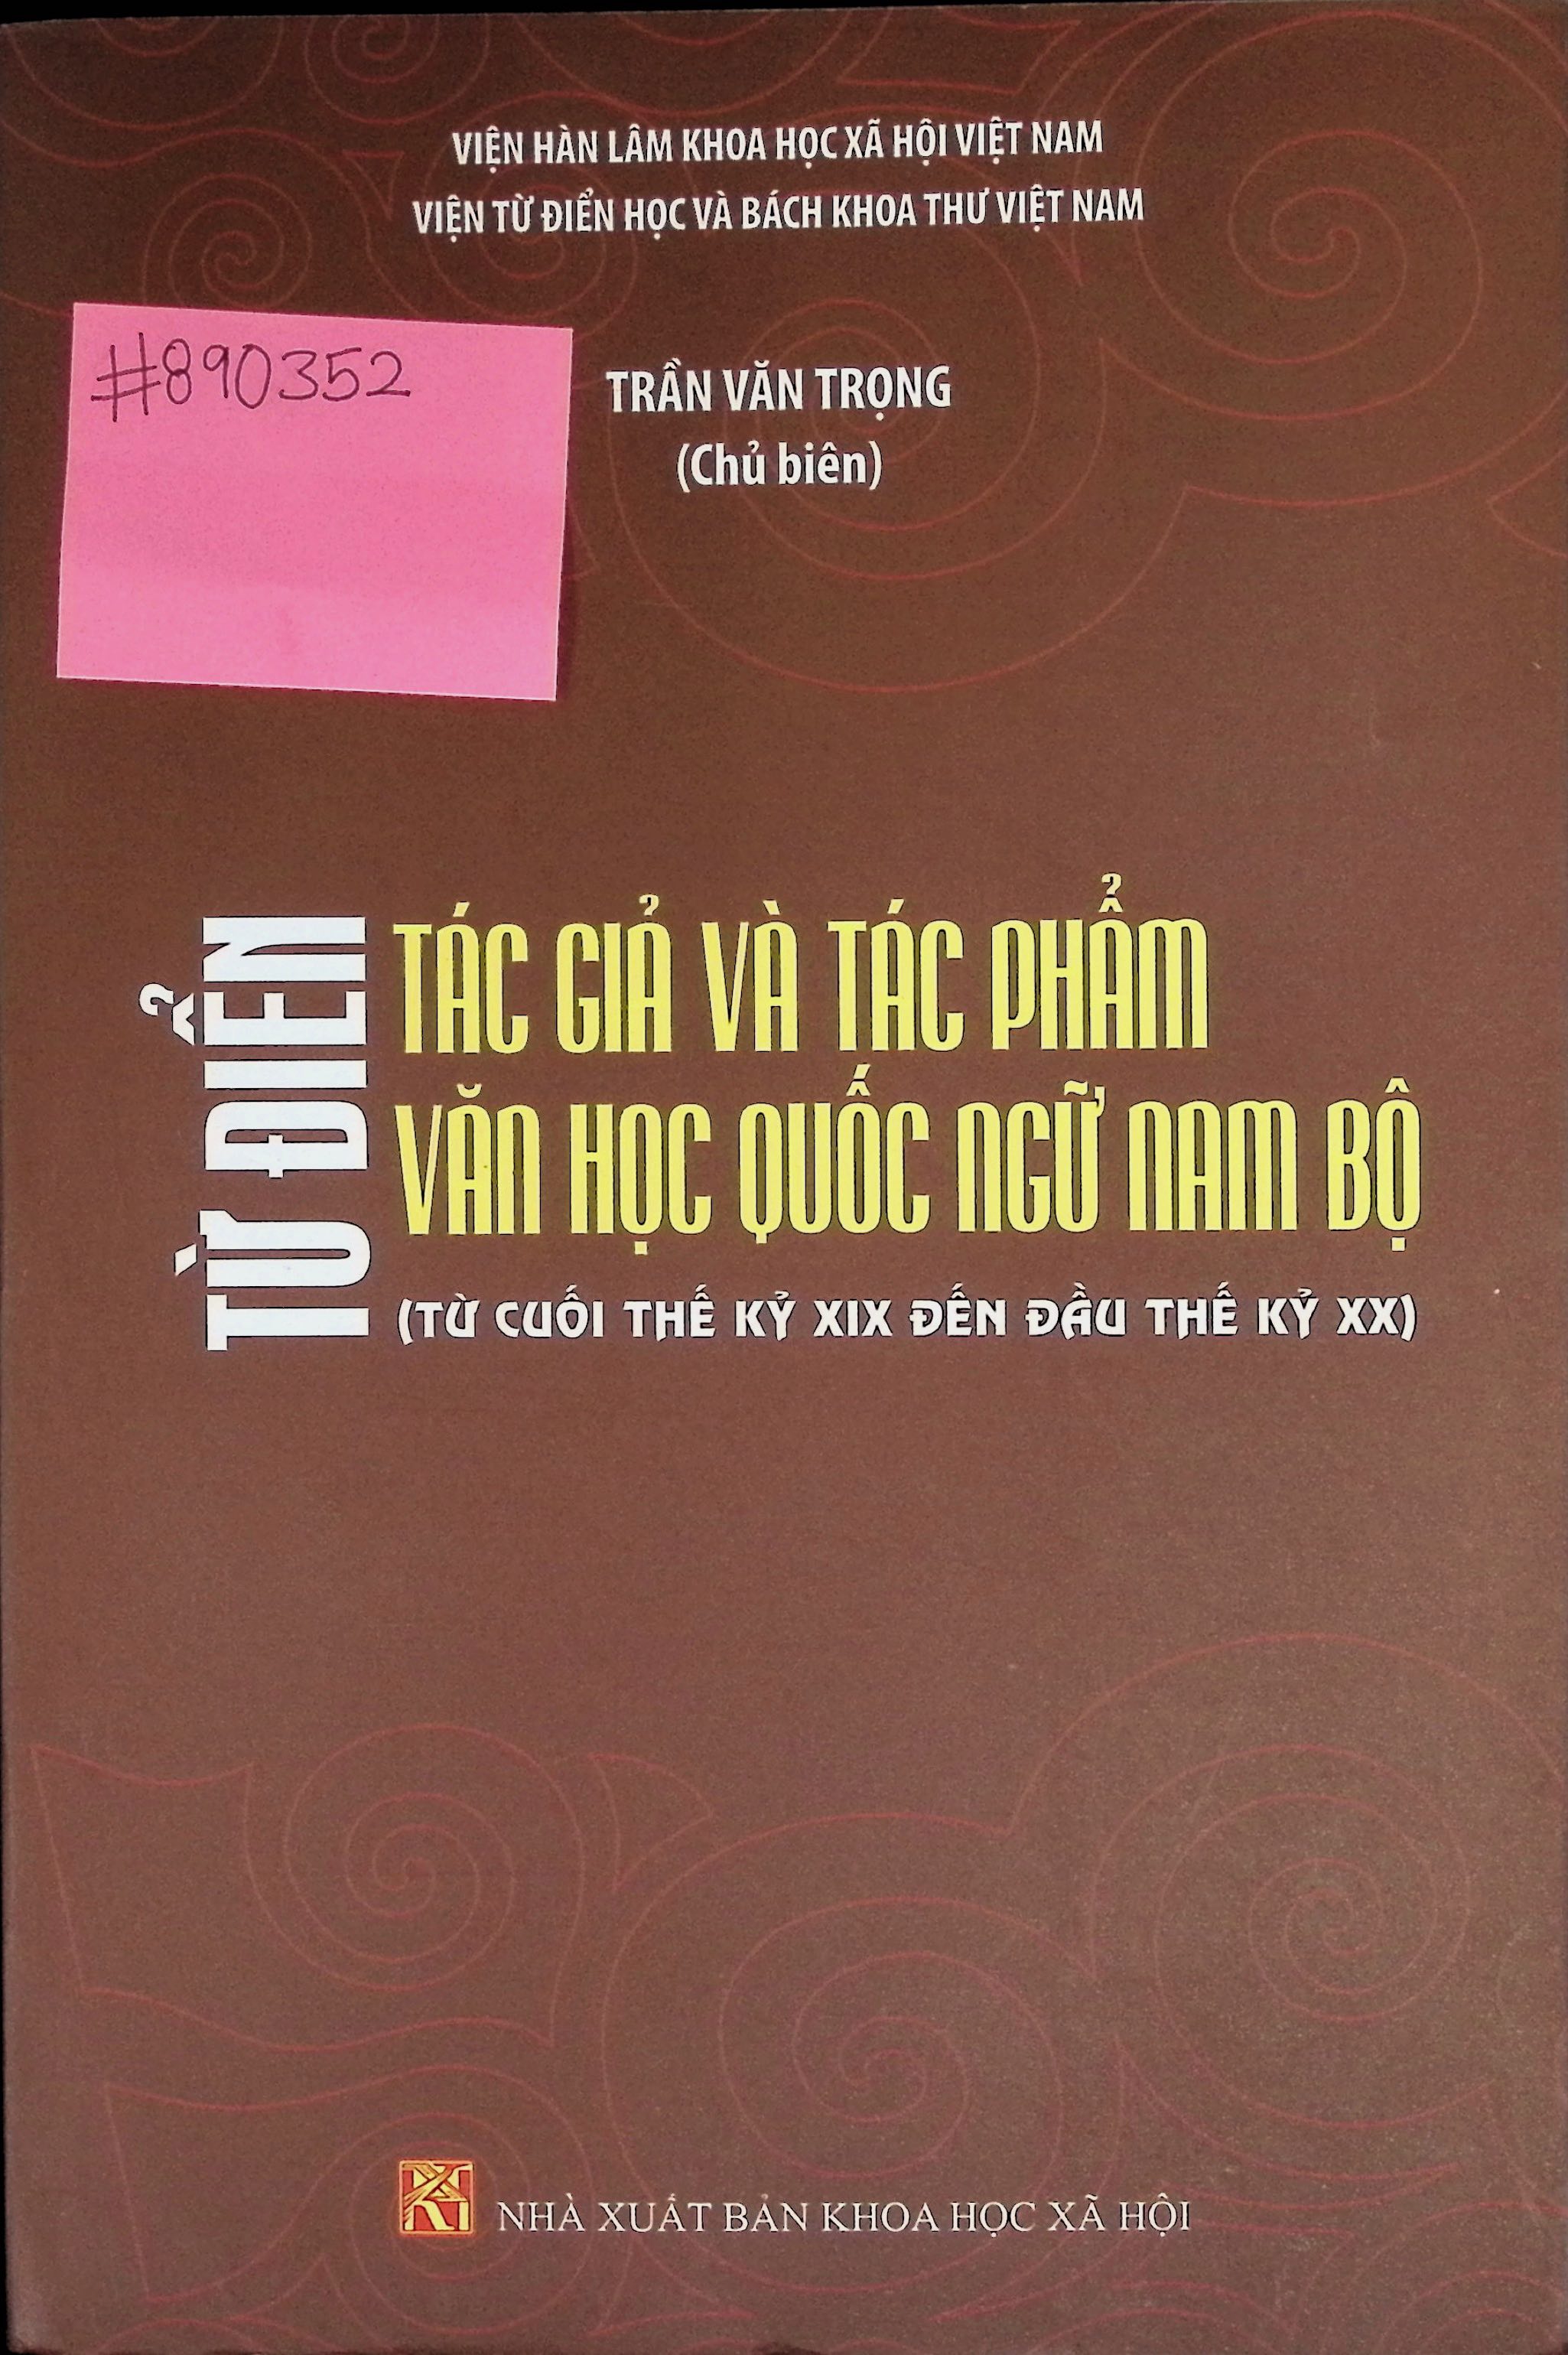 VIỆN HÀN LÂM KHOA HỌC XÃ HỘI VIỆT NAM
VIỆN TỪ ĐIỂN HỌC VÀ BÁCH KHOA THƯ VIỆT NAM
#890352
TRẦN VĂN TRỌNG
(Chủ biên)
TỪ ĐIỂN
TÁC GIẢ VÀ TÁC PHẨM
VĂN HỌC QUỐC NGỮ NAM BỘ
(TỪ CUỐI THẾ KỶ XIX ĐẾN ĐẦU THẾ KỶ XX)
NHÀ XUẤT BẢN KHOA HỌC XÃ HỘI